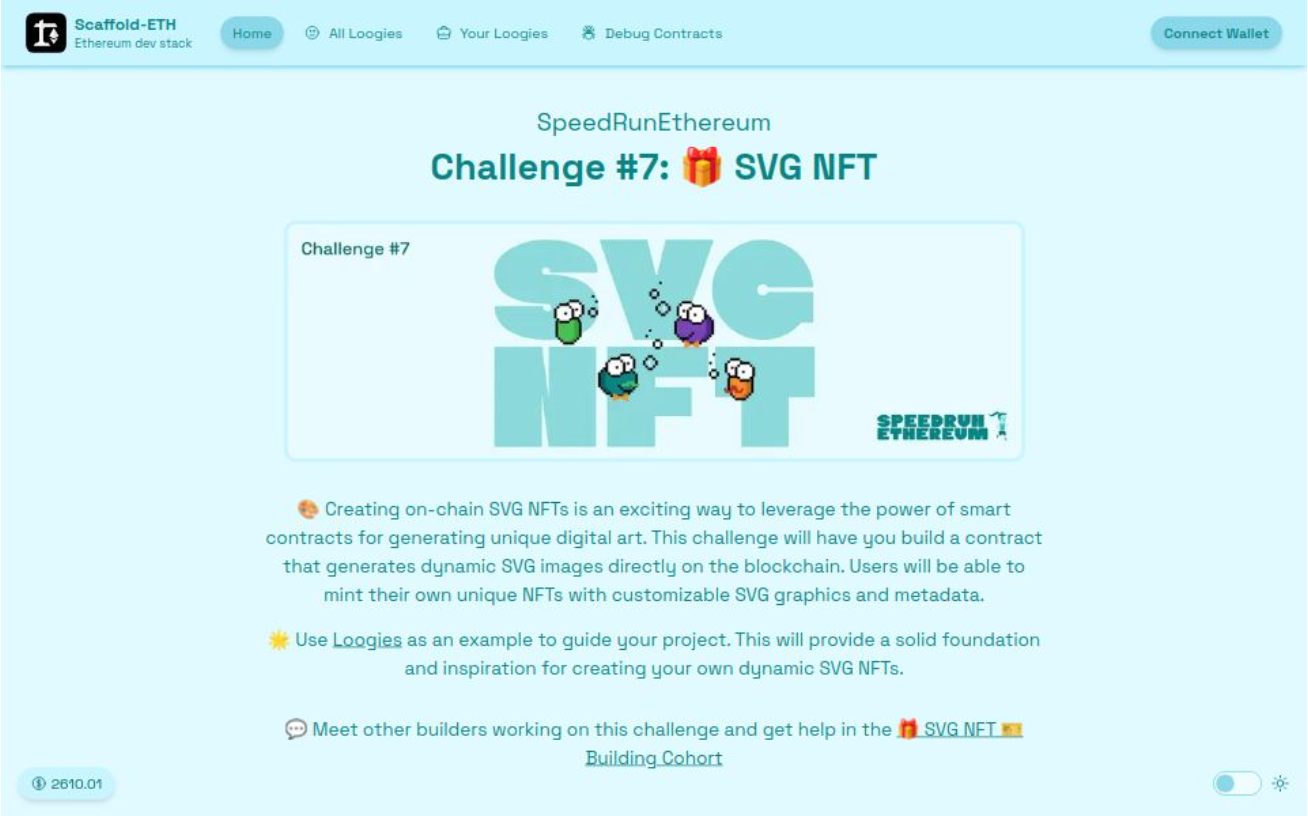 Scaffold-ETH
Ethereum dev stack
Home
All Loogies
Your Loogies
Debug Contracts
Connect Wallet
SpeedRunEthereum
Challenge #7: 🎁 SVG NFT
Challenge #7
SVG
NFT
SPEEDRUN
ETHEREUM
🎨 Creating on-chain SVG NFTs is an exciting way to leverage the power of smart
contracts for generating unique digital art. This challenge will have you build a contract
that generates dynamic SVG images directly on the blockchain. Users will be able to
mint their own unique NFTs with customizable SVG graphics and metadata.
🌟 Use Loogies as an example to guide your project. This will provide a solid foundation
and inspiration for creating your own dynamic SVG NFTs.
💬 Meet other builders working on this challenge and get help in the 🎁 SVG NFT 🎫
Building Cohort
2610.01